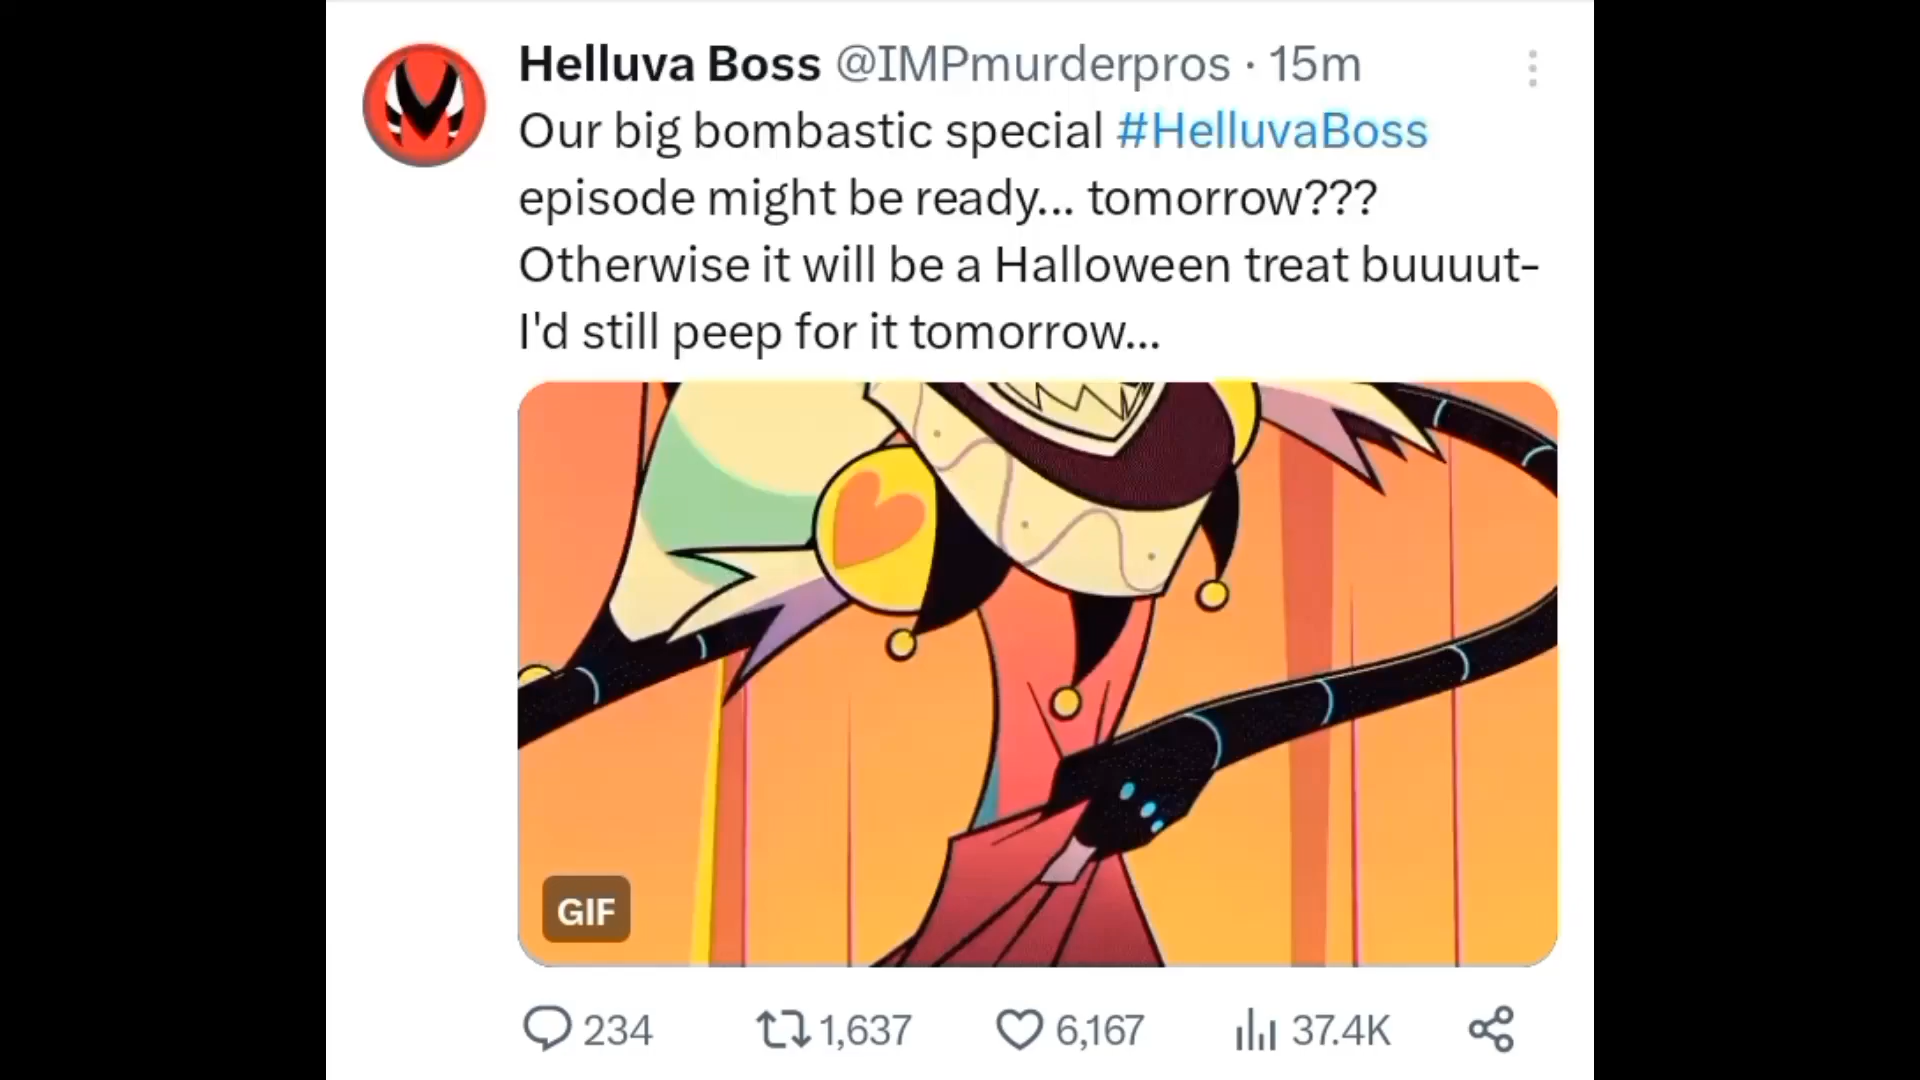 Helluva Boss @IMPmurderpros · 15m
Our big bombastic special #HelluvaBoss
episode might be ready... tomorrow???
Otherwise it will be a Halloween treat buuuut-
I'd still peep for it tomorrow...
GIF
234 1,637 6,167 37.4K